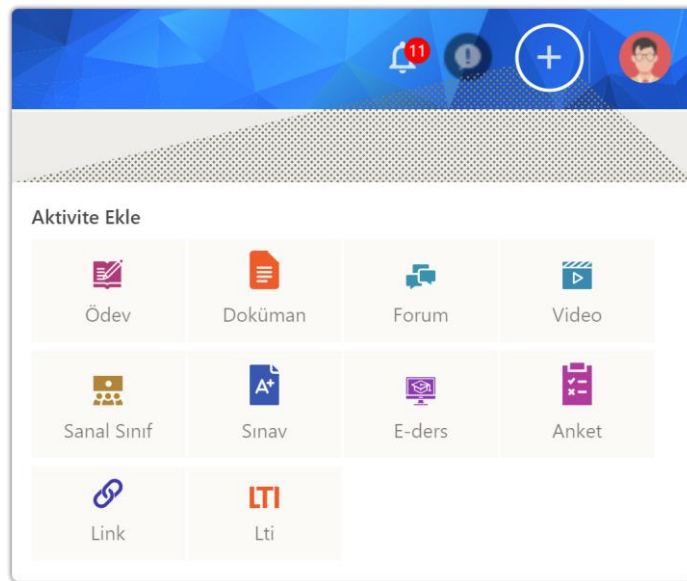 11
Aktivite Ekle
Ödev Doküman Forum Video
A+
Sanal Sınıf Sınav E-ders Anket
LTI
Link Lti